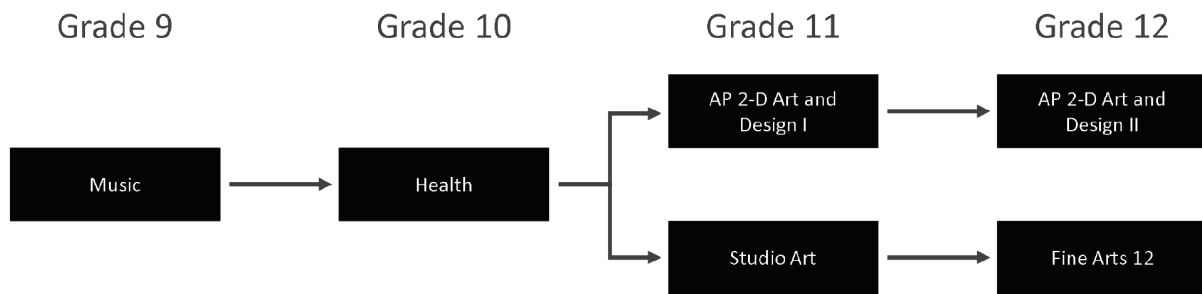 Grade 9
Grade 10
Grade 11
Grade 12
AP 2-D Art and
Design I
AP 2-D Art and
Design II
Music
Health
Studio Art
Fine Arts 12